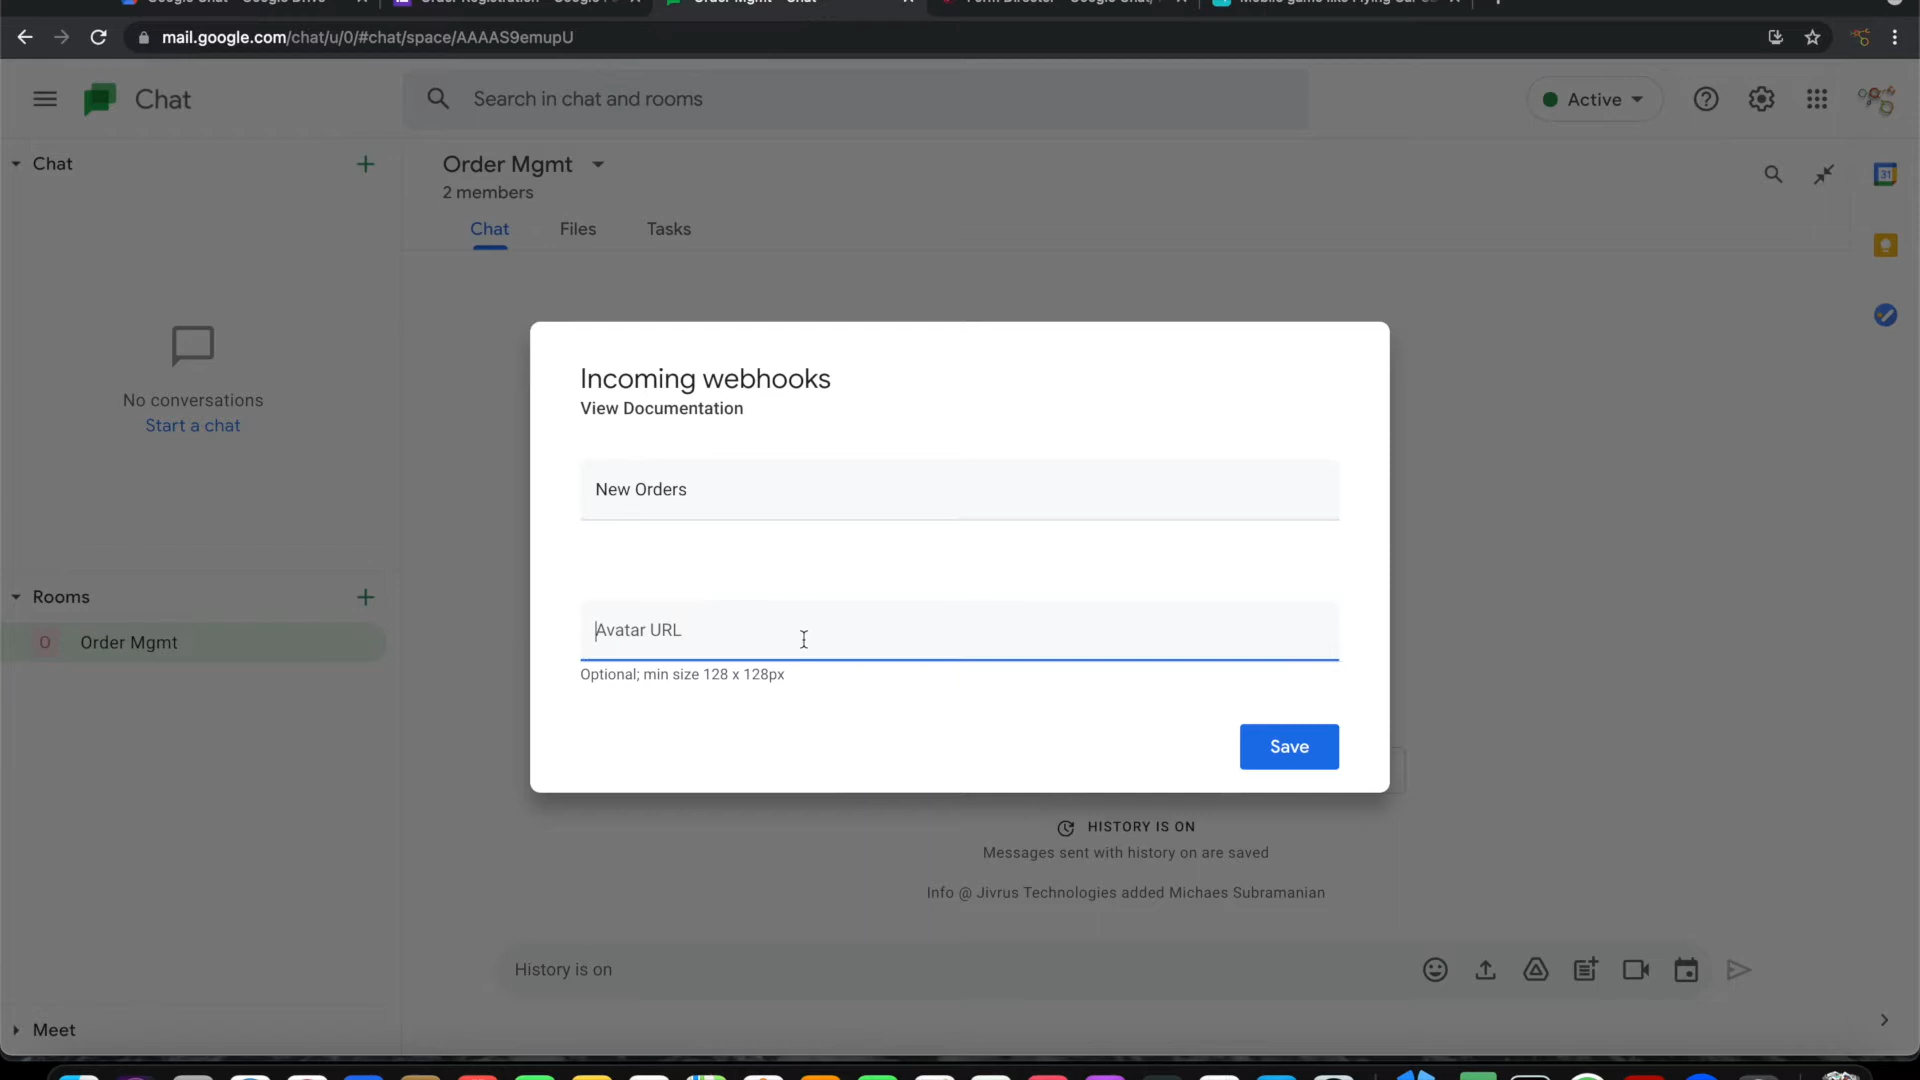 mail.google.com/chat/u/0/#chat/space/AAAAS9emupU
Chat
Search in chat and rooms
Active
Chat
Order Mgmt
2 members
31
Chat Files Tasks
No conversations
Start a chat
Incoming webhooks
View Documentation
New Orders
Rooms
O Order Mgmt
Avatar URL
Optional; min size 128 x 128px
Save
HISTORY IS ON
Messages sent with history on are saved
Info @ Jivrus Technologies added Michaes Subramanian
History is on
Meet